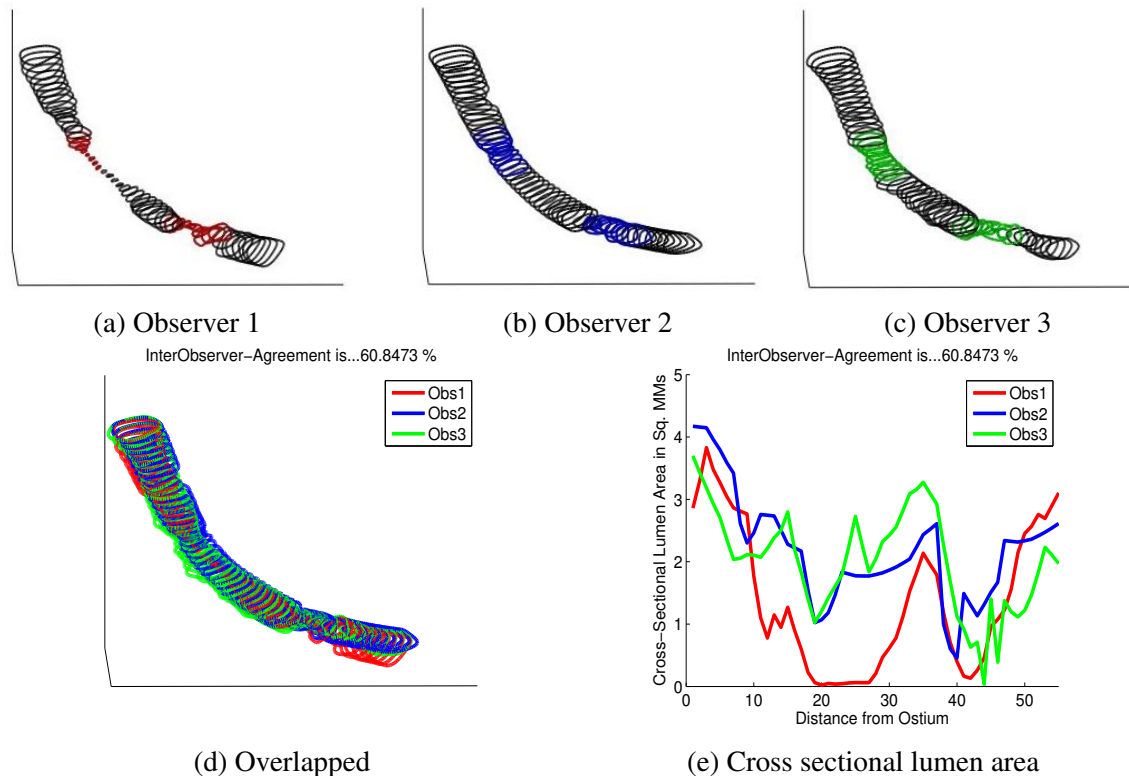 (a) Observer 1
(b) Observer 2
(c) Observer 3
InterObserver−Agreement is...60.8473 %
Obs1
Obs2
Obs3
(d) Overlapped
InterObserver−Agreement is...60.8473 %
Obs1
Obs2
Obs3
Cross−Sectional Lumen Area in Sq. MMs
5
4
3
2
1
0
0 10 20 30 40 50
Distance from Ostium
(e) Cross sectional lumen area